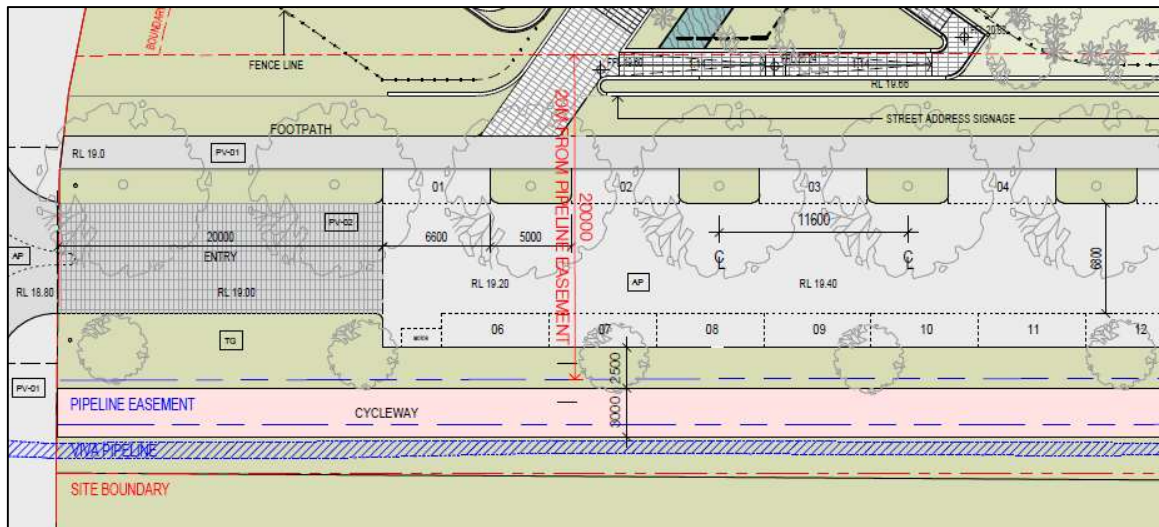 BOUNDARY
FENCE LINE
RL 19.66
STREET ADDRESS SIGNAGE
FOOTPATH
RL 19.0
PV-01
20M FROM PIPELINE EASEMENT
20000
01
02
03
04
PV-02
20000
ENTRY
6600
5000
11600
6800
AP
RL 18.80
RL 19.00
RL 19.20
AP
RL 19.40
06
07
08
09
10
11
12
TG
2500
PV-01
PIPELINE EASEMENT
CYCLEWAY
3000
VIVA PIPELINE
SITE BOUNDARY